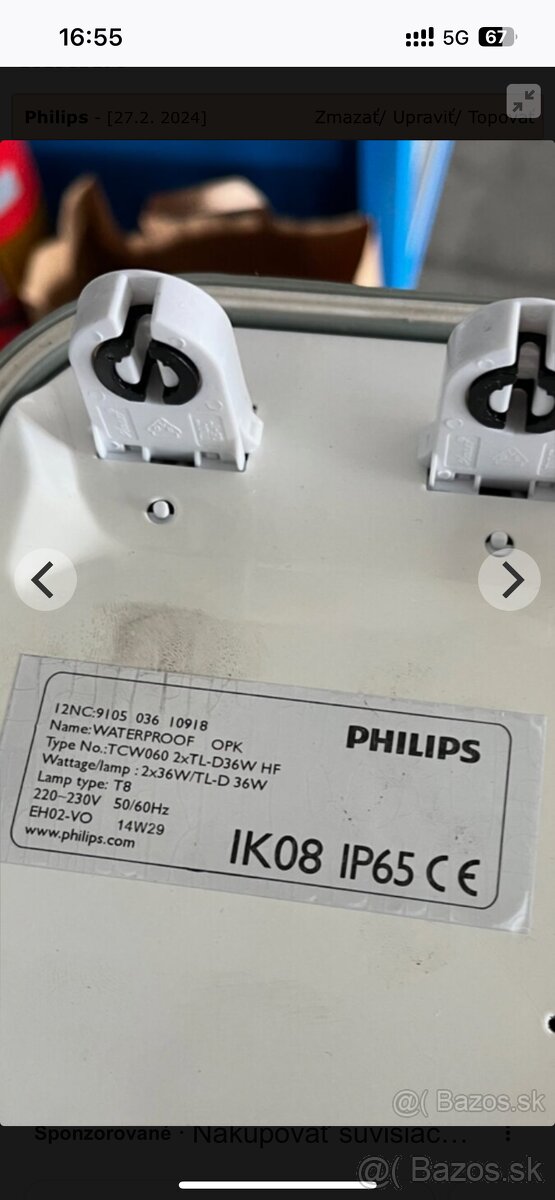 16:55
5G
67
Philips - [27.2. 2024]
Zmazať/ Upraviť/ Topovať
12NC:9105 036 10918
Name:WATERPROOF OPK
Type No.:TCW060 2xTL-D36W HF
Wattage/lamp : 2x36W/TL-D 36W
Lamp type: T8
220~230V 50/60Hz
EH02-VO 14W29
www.philips.com
PHILIPS
IK08 IP65 CE
@( Bazos.sk
Sponzorované · Nakupovať súvisiac...
@( Bazos.sk